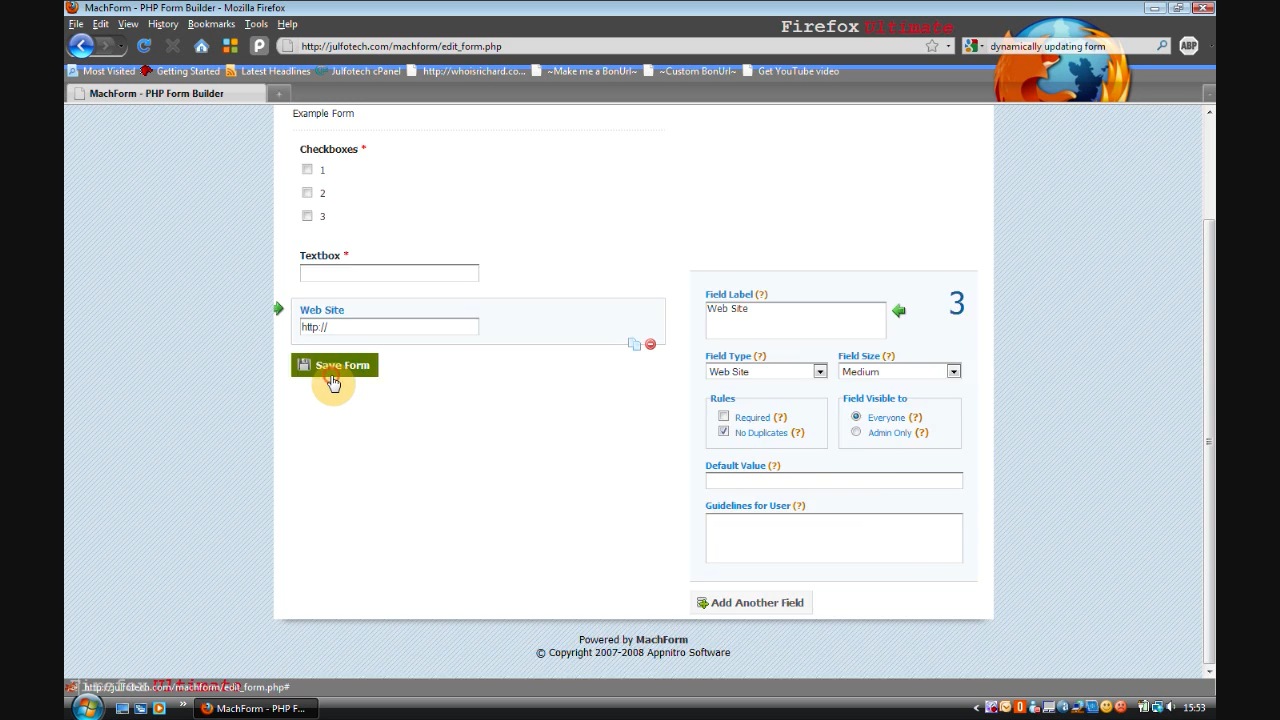 MachForm - PHP Form Builder - Mozilla Firefox
File Edit View History Bookmarks Tools Help
Firefox Ultimate
http://julfotech.com/machform/edit_form.php
dynamically updating form
ABP
Most Visited Getting Started Latest Headlines Julfotech cPanel http://whoisrichard.co... ~Make me a BonUrl~ ~Custom BonUrl~ Get YouTube video
MachForm - PHP Form Builder
Example Form
Checkboxes *
1
2
3
Textbox *
Web Site
http://
Save Form
Field Label (?)
3
Web Site
Field Type (?) Field Size (?)
Web Site Medium
Rules Field Visible to
Required (?) Everyone (?)
No Duplicates (?) Admin Only (?)
Default Value (?)
Guidelines for User (?)
Add Another Field
Powered by MachForm
© Copyright 2007-2008 Appnitro Software
http://julfotech.com/machform/edit_form.php#
MachForm - PHP F...
15:53